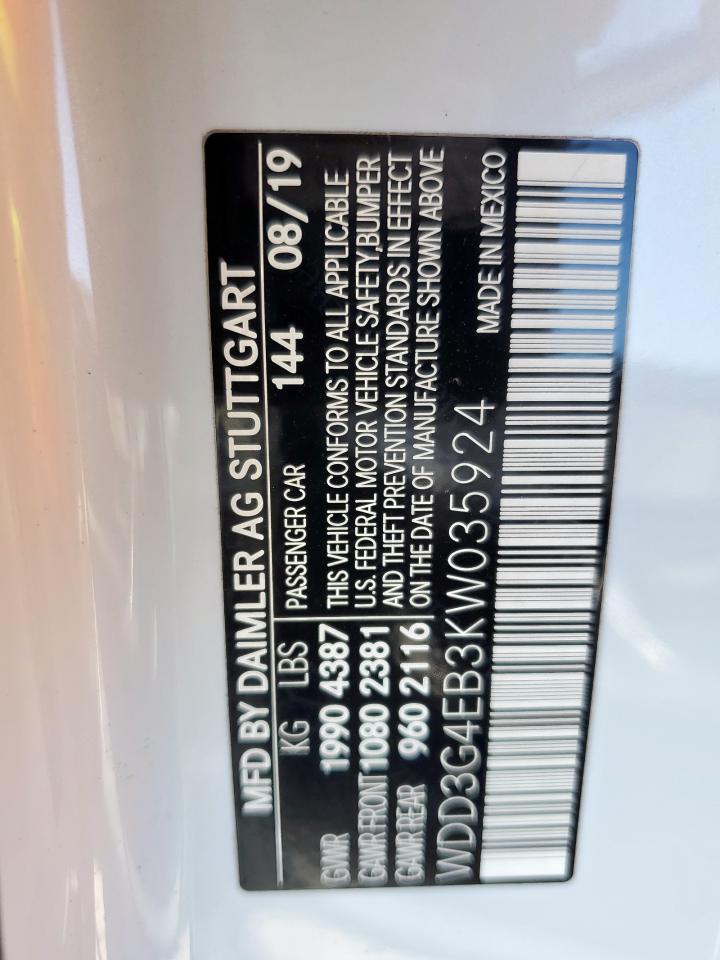 MFD BY DAIMLER AG STUTTGART
KG LBS PASSENGER CAR 144 08/19
GVWR 1990 4387 THIS VEHICLE CONFORMS TO ALL APPLICABLE
GAWR FRONT 1080 2381 U.S. FEDERAL MOTOR VEHICLE SAFETY,BUMPER
GAWR REAR 960 2116 AND THEFT PREVENTION STANDARDS IN EFFECT
ON THE DATE OF MANUFACTURE SHOWN ABOVE
WDD3G4EB3KW035924 MADE IN MEXICO